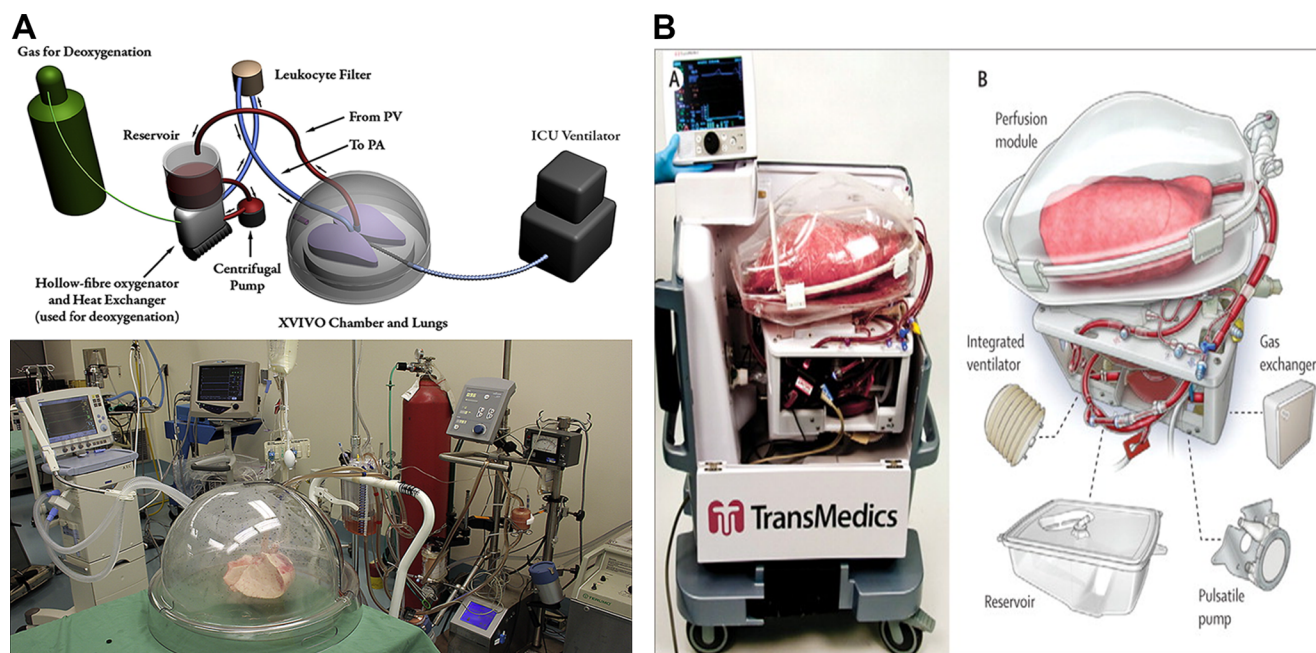 A
Gas for Deoxygenation
Leukocyte Filter
Reservoir
From PV
To PA
ICU Ventilator
Centrifugal
Pump
Hollow-fibre oxygenator
and Heat Exchanger
(used for deoxygenation)
XVIVO Chamber and Lungs
B
A
TransMedics
B
Perfusion
module
Integrated
ventilator
Gas
exchanger
Reservoir
Pulsatile
pump